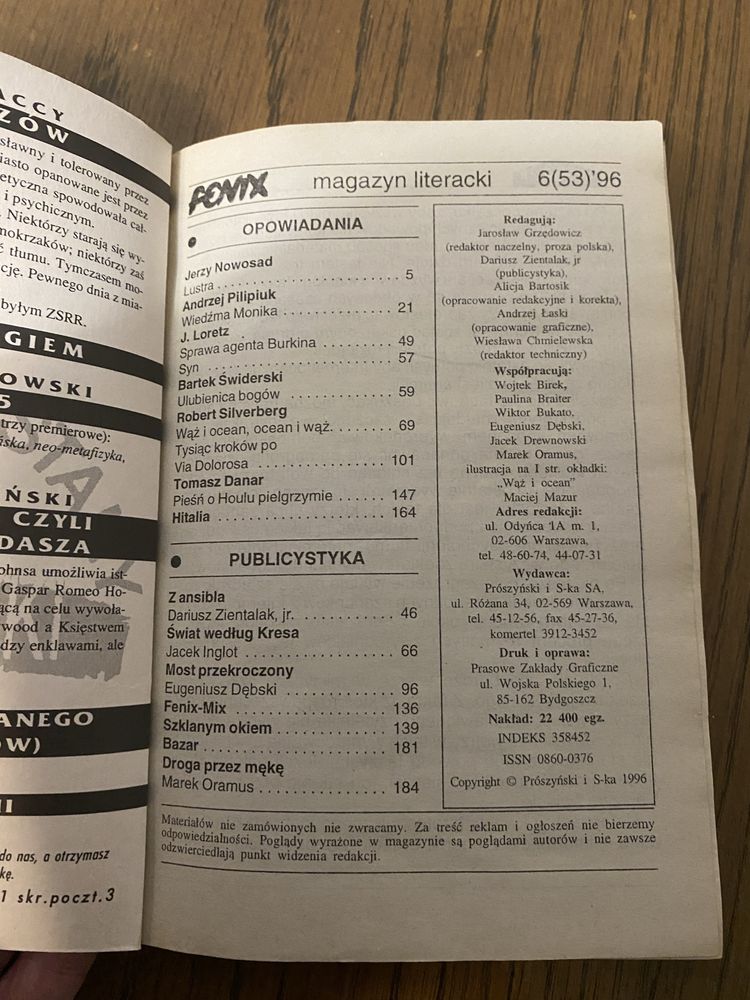 ACCY
ZÓW
sławny i tolerowany przez
iasto opanowane jest przez
etyczna spowodowała cał-
i psychicznym.
. Niektórzy starają się wy-
nokrzaków; niektórzy zaś
ć tłumu. Tymczasem mo-
cję. Pewnego dnia z mia-
byłym ZSRR.
GIEM
OWSKI
5
trzy premierowe):
iska, neo-metafizyka,
IŃSKI
CZYLI
DASZA
ohnsa umożliwia ist-
Gaspar Romeo Ho-
ącą na celu wywoła-
wood a Księstwem
dzy enklawami, ale
ANEGO
ÓW)
II
do nas, a otrzymasz
kę.
1 skr.poczt.3
FENIX magazyn literacki 6(53)'96
● OPOWIADANIA
Jerzy Nowosad
Lustra . . . . . . . . . . . . . . . . . . . . . 5
Andrzej Pilipiuk
Wiedźma Monika . . . . . . . . . . . . . . 21
J. Loretz
Sprawa agenta Burkina . . . . . . . . . 49
Syn . . . . . . . . . . . . . . . . . . . . . . . 57
Bartek Świderski
Ulubienica bogów . . . . . . . . . . . . . 59
Robert Silverberg
Wąż i ocean, ocean i wąż. . . . . . . . . 69
Tysiąc kroków po
Via Dolorosa . . . . . . . . . . . . . . . . 101
Tomasz Danar
Pieśń o Houlu pielgrzymie . . . . . . 147
Hitalia . . . . . . . . . . . . . . . . . . . . 164
● PUBLICYSTYKA
Z ansibla
Dariusz Zientalak, jr. . . . . . . . . . . . 46
Świat według Kresa
Jacek Inglot . . . . . . . . . . . . . . . . . 66
Most przekroczony
Eugeniusz Dębski . . . . . . . . . . . . . 96
Fenix-Mix . . . . . . . . . . . . . . . . . . 136
Szklanym okiem . . . . . . . . . . . . . 139
Bazar . . . . . . . . . . . . . . . . . . . . . 181
Droga przez mękę
Marek Oramus . . . . . . . . . . . . . . . 184
Redagują:
Jarosław Grzędowicz
(redaktor naczelny, proza polska),
Dariusz Zientalak, jr
(publicystyka),
Alicja Bartosik
(opracowanie redakcyjne i korekta),
Andrzej Łaski
(opracowanie graficzne),
Wiesława Chmielewska
(redaktor techniczny)
Współpracują:
Wojtek Birek,
Paulina Braiter
Wiktor Bukato,
Eugeniusz Dębski,
Jacek Drewnowski
Marek Oramus,
ilustracja na I str. okładki:
„Wąż i ocean”
Maciej Mazur
Adres redakcji:
ul. Odyńca 1A m. 1,
02-606 Warszawa,
tel. 48-60-74, 44-07-31
Wydawca:
Prószyński i S-ka SA,
ul. Różana 34, 02-569 Warszawa,
tel. 45-12-56, fax 45-27-36,
komertel 3912-3452
Druk i oprawa:
Prasowe Zakłady Graficzne
ul. Wojska Polskiego 1,
85-162 Bydgoszcz
Nakład: 22 400 egz.
INDEKS 358452
ISSN 0860-0376
Copyright © Prószyński i S-ka 1996
Materiałów nie zamówionych nie zwracamy. Za treść reklam i ogłoszeń nie bierzemy
odpowiedzialności. Poglądy wyrażone w magazynie są poglądami autorów i nie zawsze
odzwierciedlają punkt widzenia redakcji.